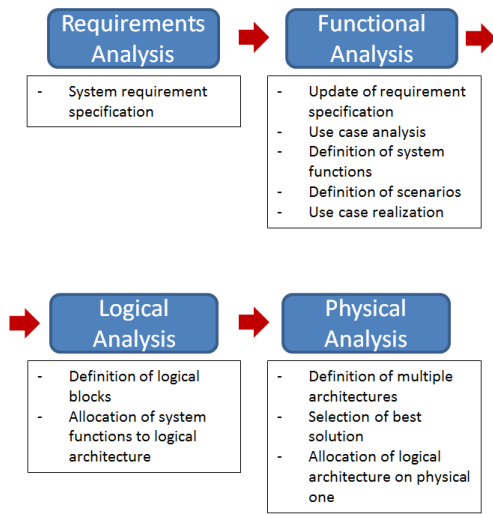 Requirements
Analysis
- System requirement
specification
Functional
Analysis
- Update of requirement
specification
- Use case analysis
- Definition of system
functions
- Definition of scenarios
- Use case realization
Logical
Analysis
- Definition of logical
blocks
- Allocation of system
functions to logical
architecture
Physical
Analysis
- Definition of multiple
architectures
- Selection of best
solution
- Allocation of logical
architecture on physical
one